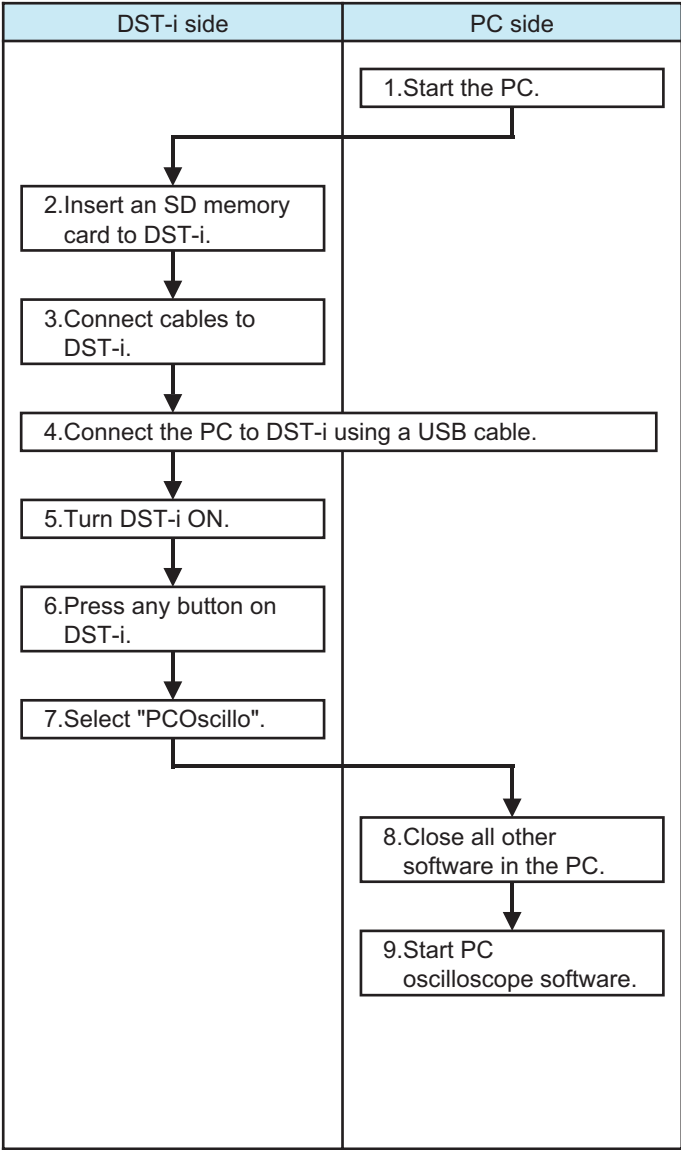 DST-i side
PC side
1.Start the PC.
2.Insert an SD memory
card to DST-i.
3.Connect cables to
DST-i.
4.Connect the PC to DST-i using a USB cable.
5.Turn DST-i ON.
6.Press any button on
DST-i.
7.Select "PCOscillo".
8.Close all other
software in the PC.
9.Start PC
oscilloscope software.